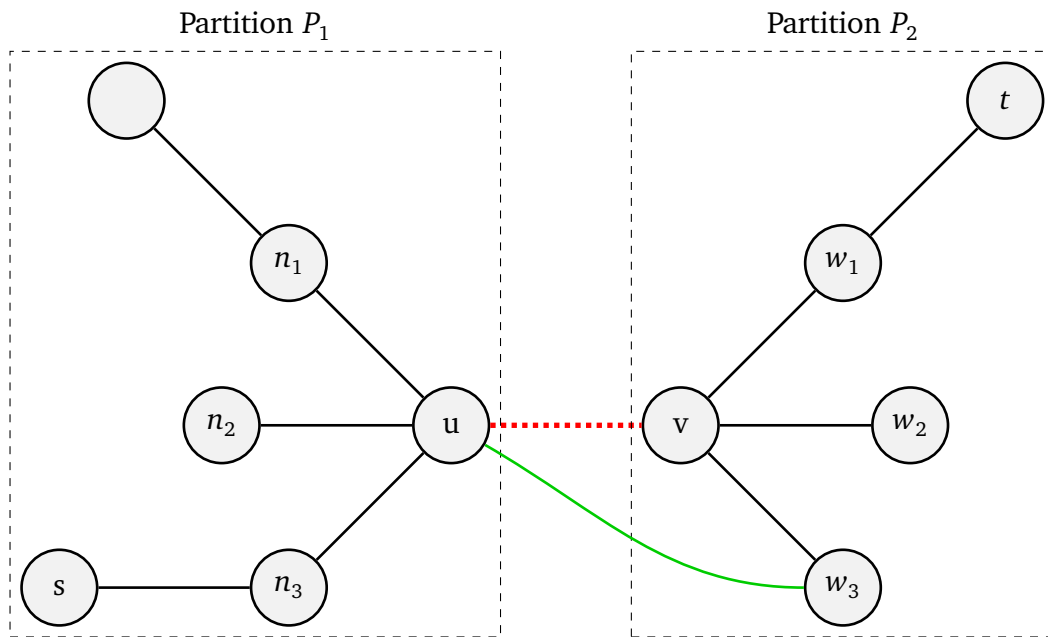 Partition P₁
Partition P₂
t
n₁
w₁
n₂
u
v
w₂
s
n₃
w₃